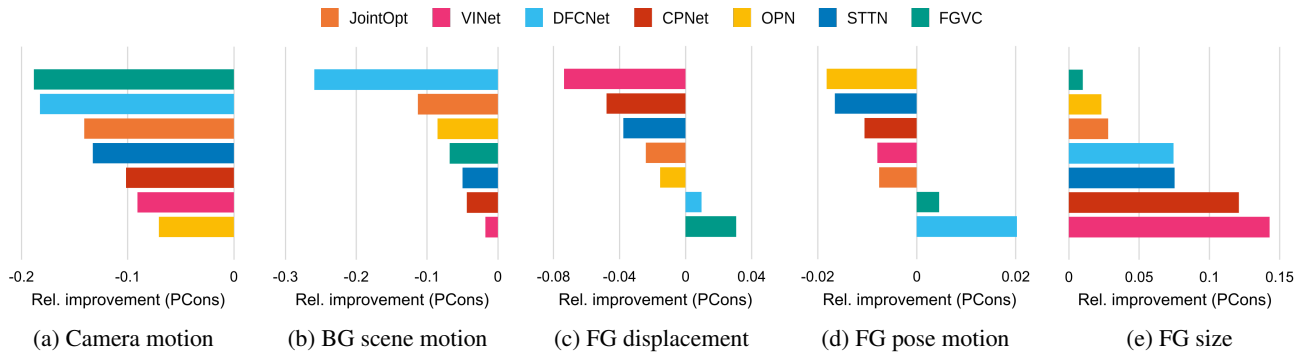 JointOpt VINet DFCNet CPNet OPN STTN FGVC
-0.2 -0.1 0 -0.3 -0.2 -0.1 0 -0.08 -0.04 0 0.04 -0.02 0 0.02 0 0.05 0.1 0.15
Rel. improvement (PCons) Rel. improvement (PCons) Rel. improvement (PCons) Rel. improvement (PCons) Rel. improvement (PCons)
(a) Camera motion (b) BG scene motion (c) FG displacement (d) FG pose motion (e) FG size